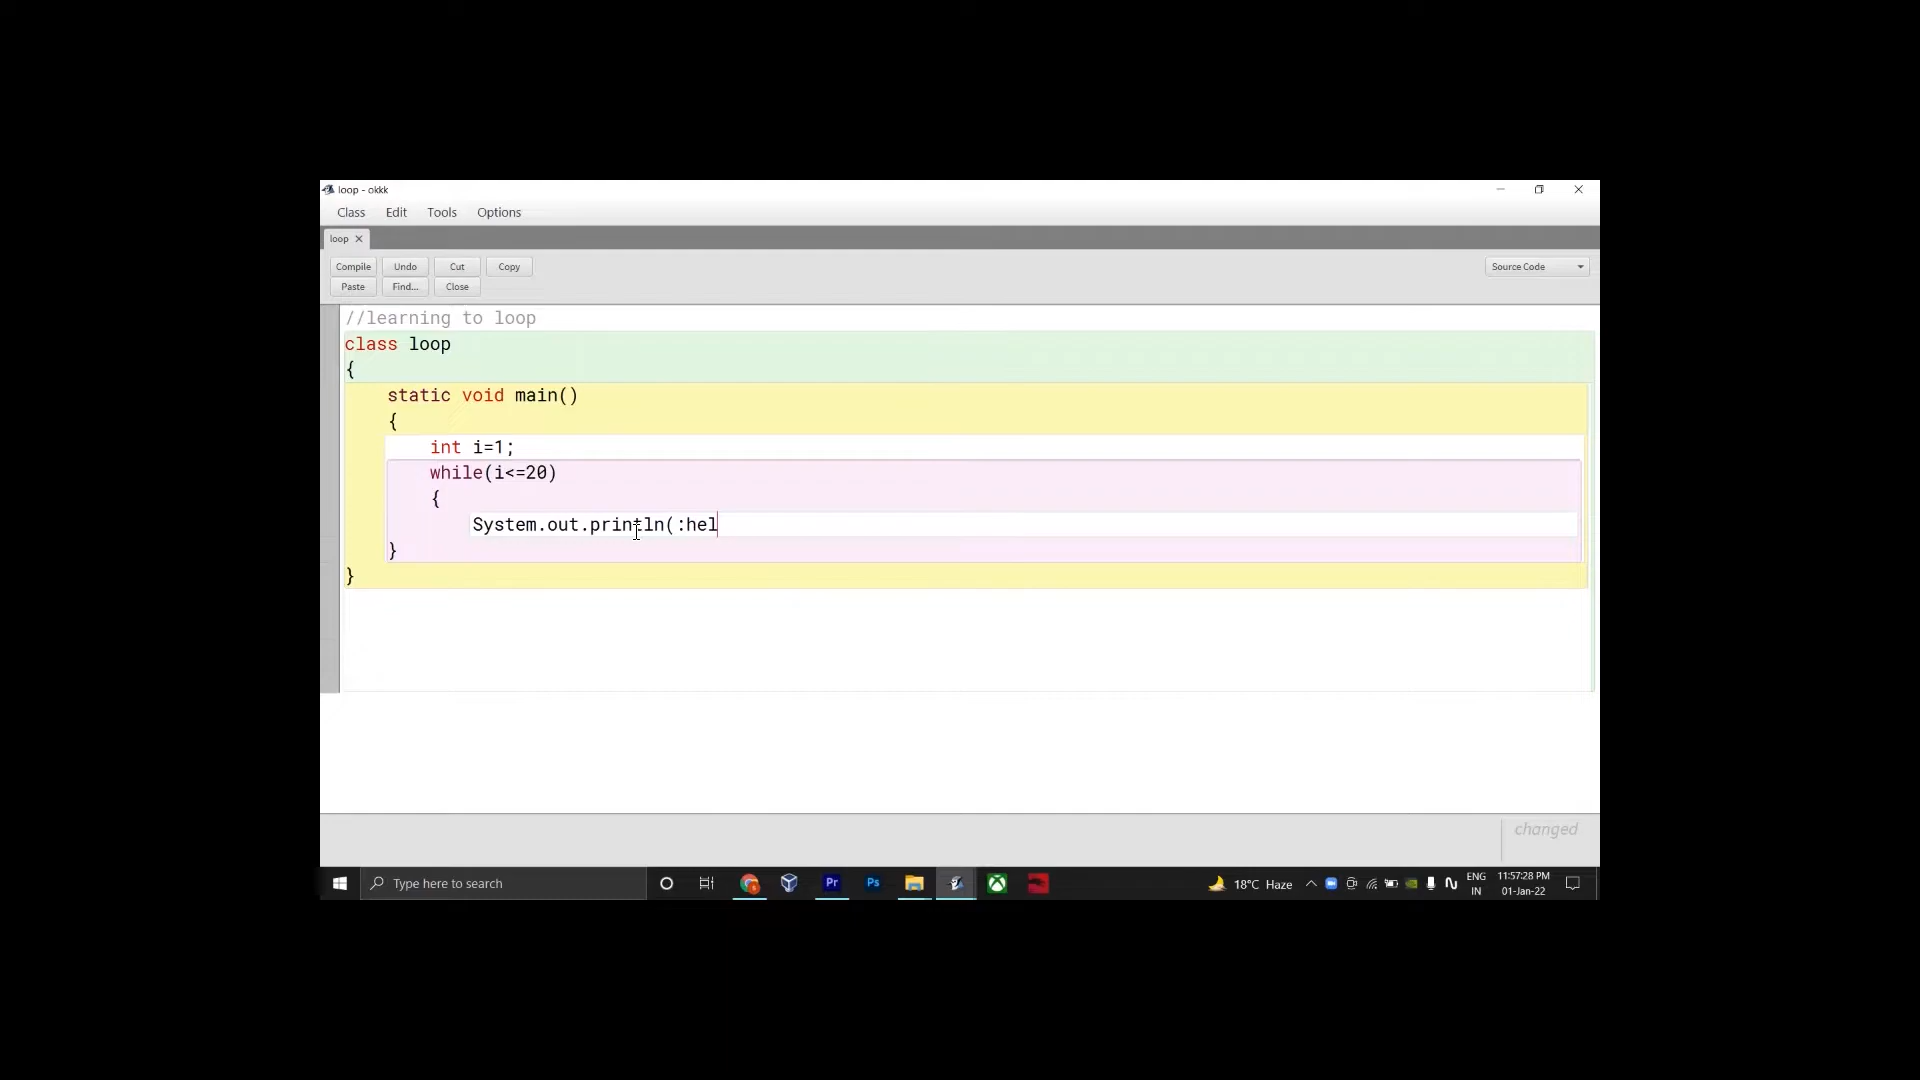 loop - okkk
Class Edit Tools Options
loop
Compile Undo Cut Copy
Source Code
Paste Find... Close
//learning to loop
class loop
{
static void main()
{
int i=1;
while(i<=20)
{
System.out.println(:hel
}
}
changed
Type here to search
Pr
Ps
18°C Haze
ENG
IN
11:57:28 PM
01-Jan-22